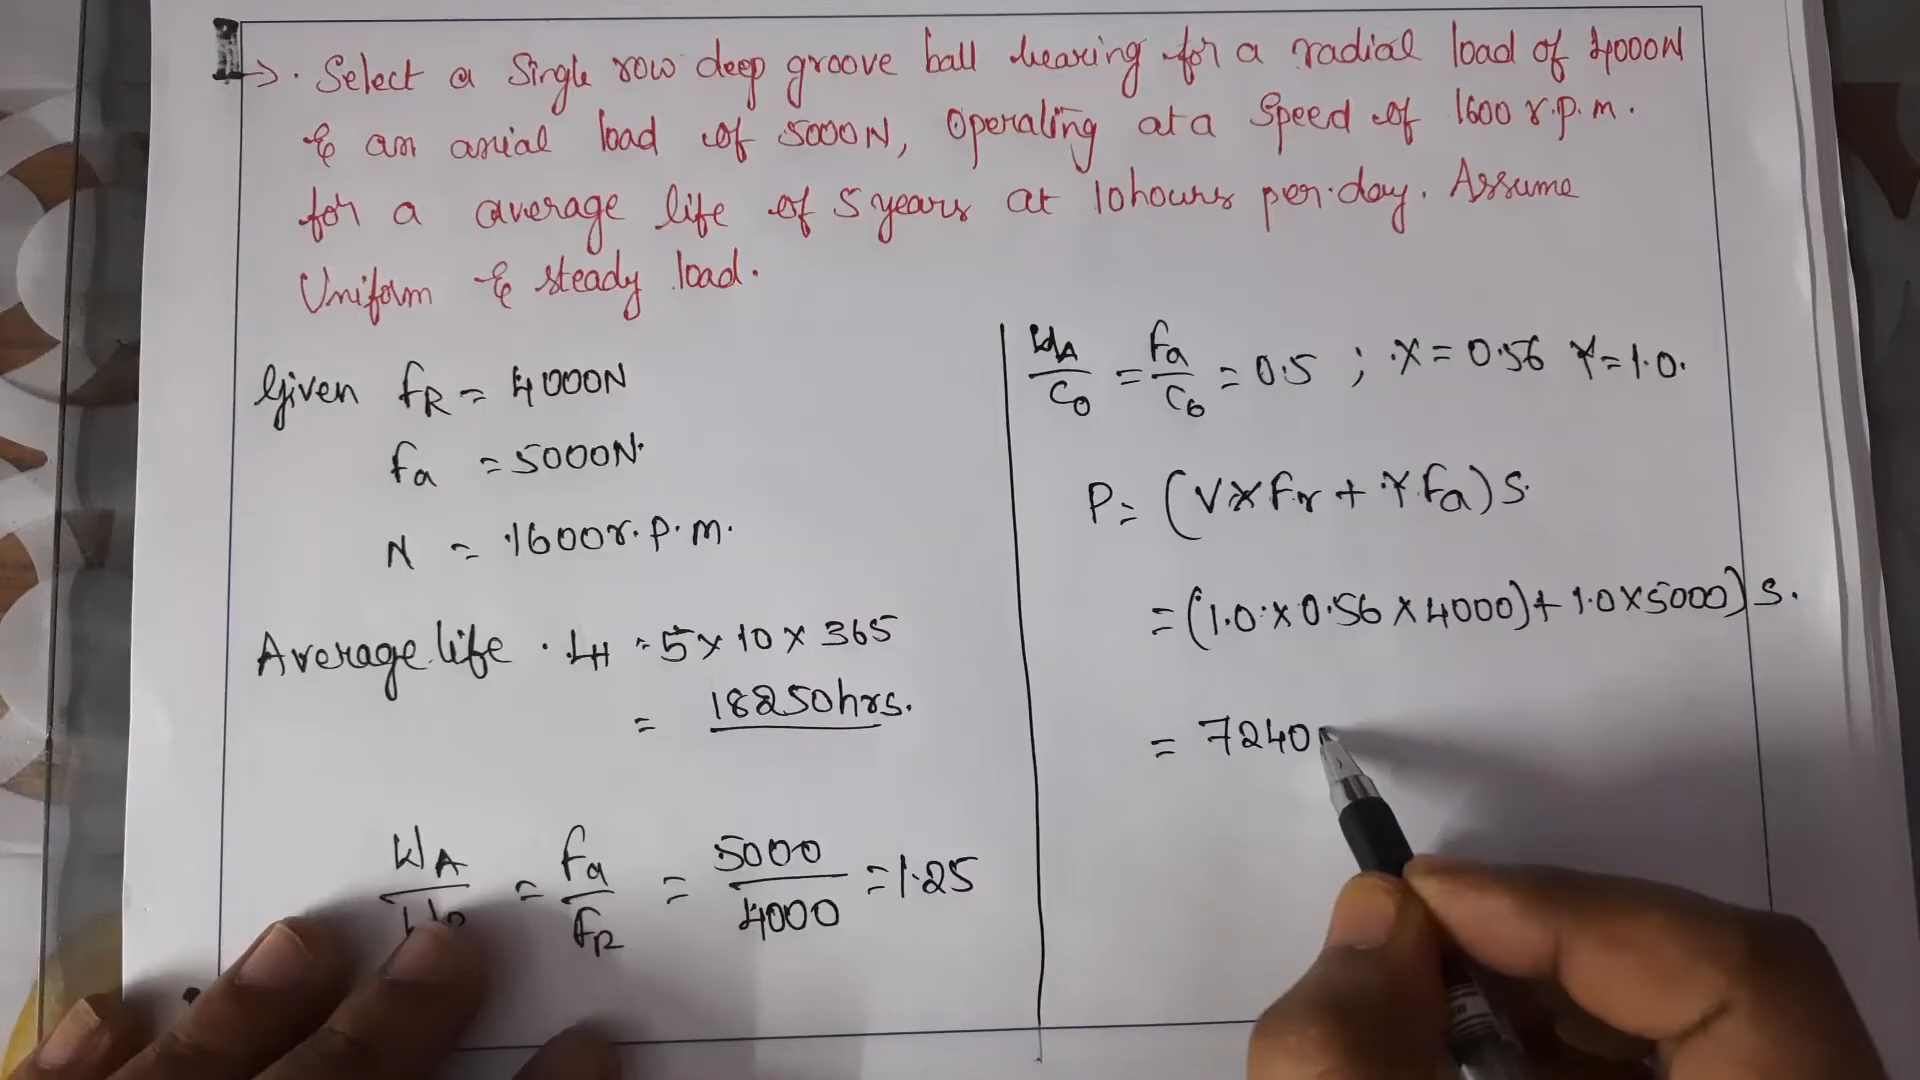 → . Select a Single row deep groove ball bearing for a radial load of 4000N
& an axial load of 5000N, Operating at a Speed of 1600 r.p.m.
for a average life of 5 years at 10 hours per day. Assume
Uniform & steady load.
Given FR = 4000N
Fa = 5000N.
N = 1600 r.p.m.
Average life . LH = 5 x 10 x 365
= 18250 hrs.
WA = Fa = 5000 = 1.25
FR 4000
WA = Fa = 0.5 ; X = 0.56 Y = 1.0.
C0 C0
P = (VXFr + Y.Fa) S.
= (1.0 x 0.56 x 4000) + 1.0 x 5000) S.
= 7240